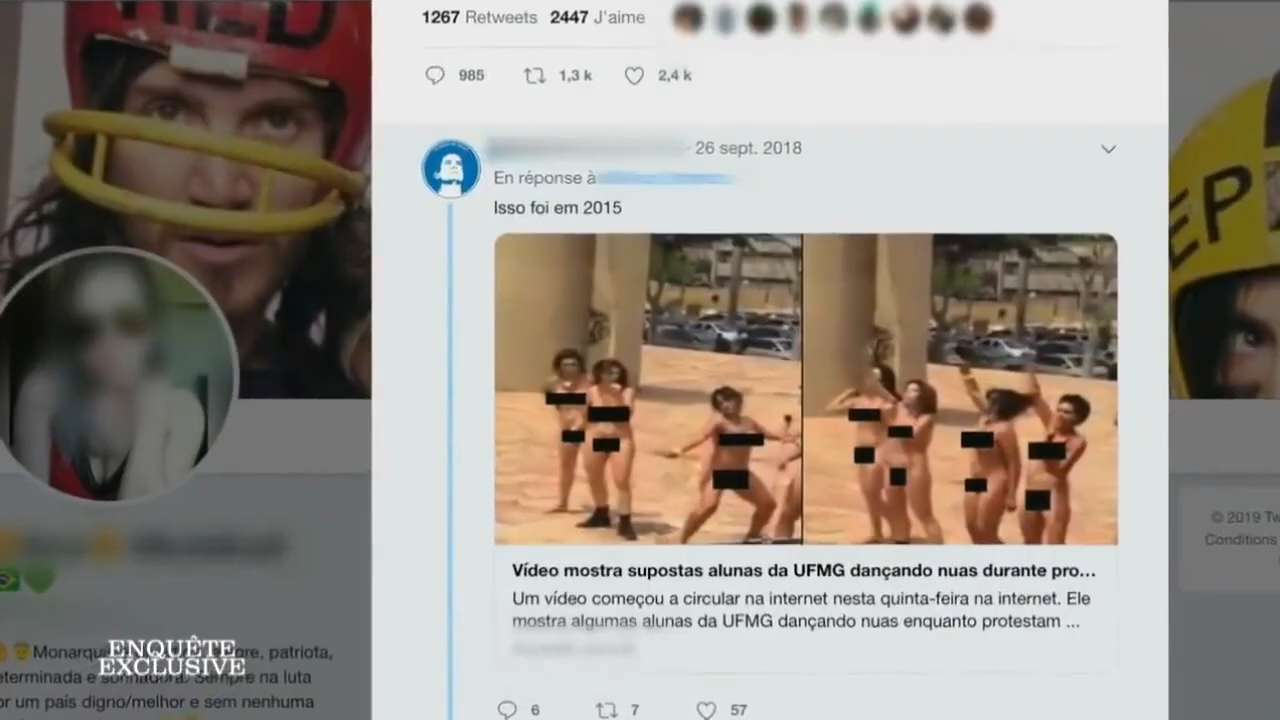 1267 Retweets 2447 J'aime
985 1,3 k 2,4 k
· 26 sept. 2018
En réponse à
Isso foi em 2015
Vídeo mostra supostas alunas da UFMG dançando nuas durante pro...
Um vídeo começou a circular na internet nesta quinta-feira na internet. Ele
mostra algumas alunas da UFMG dançando nuas enquanto protestam ...
6 7 57
RED
EP
© 2019 Tw
Conditions
ENQUÊTE
EXCLUSIVE
Monarqu re, patriota,
eterminada e sonhadora. Sempre na luta
or um país digno/melhor e sem nenhuma